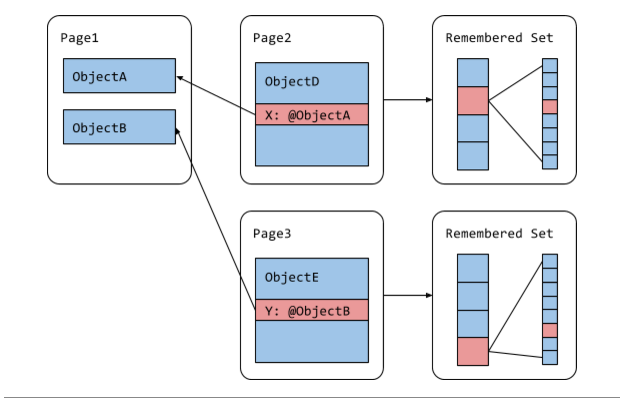 Page1
ObjectA
ObjectB
Page2
ObjectD
X: @ObjectA
Remembered Set
Page3
ObjectE
Y: @ObjectB
Remembered Set